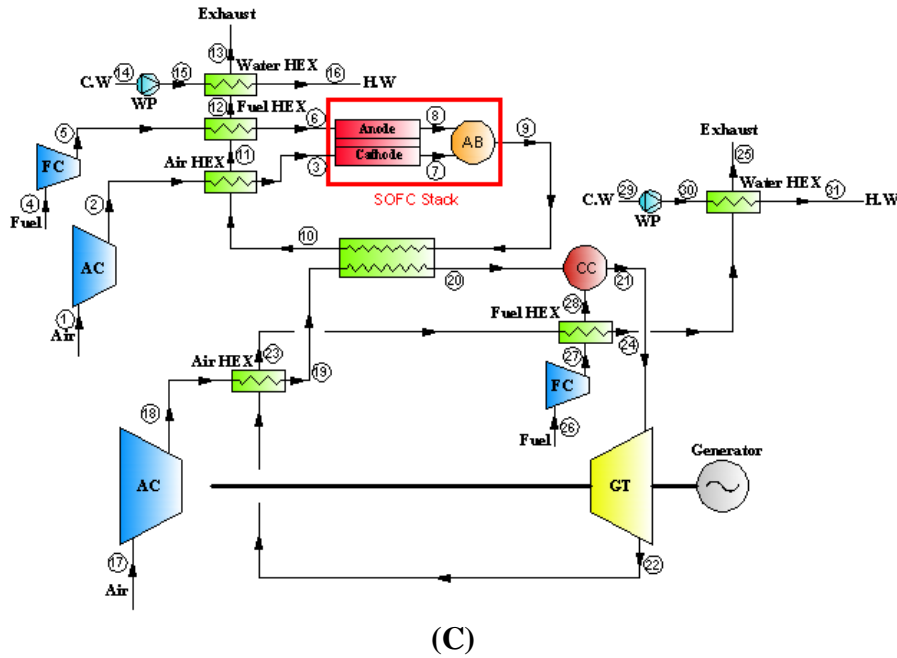 Exhaust
13
Water HEX
C.W 14 15 16 H.W
WP
12 Fuel HEX
5 6 8 9
Anode
AB
Cathode
FC Air HEX 11 3 7
SOFC Stack
4 2
Fuel
Exhaust
25
Water HEX
C.W 29 30 31 H.W
WP
10
AC
20 CC 21
1
Air
Fuel HEX 28
24
Air HEX 23 19
27
FC
18
26
Fuel
Generator
AC GT
17
Air
22
(C)